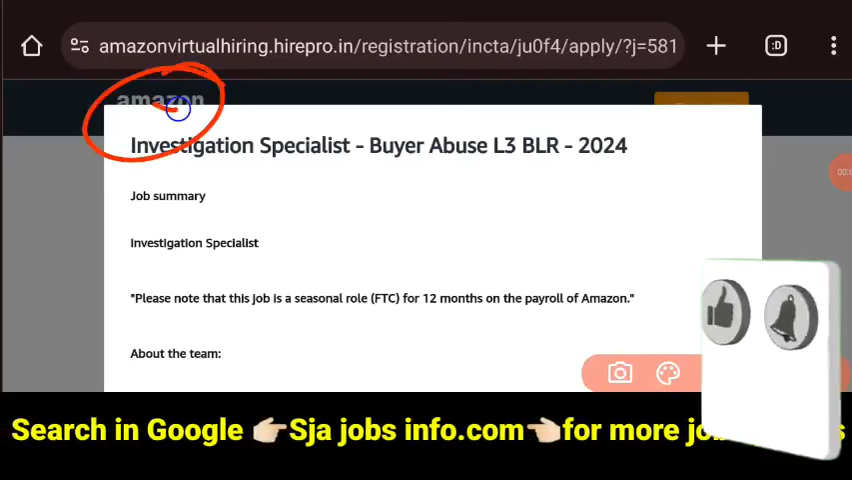 amazonvirtualhiring.hirepro.in/registration/incta/ju0f4/apply/?j=581
:D
amazon
Investigation Specialist - Buyer Abuse L3 BLR - 2024
Job summary
Investigation Specialist
"Please note that this job is a seasonal role (FTC) for 12 months on the payroll of Amazon."
About the team:
Search in Google 👉🏻Sja jobs info.com👈🏻for more